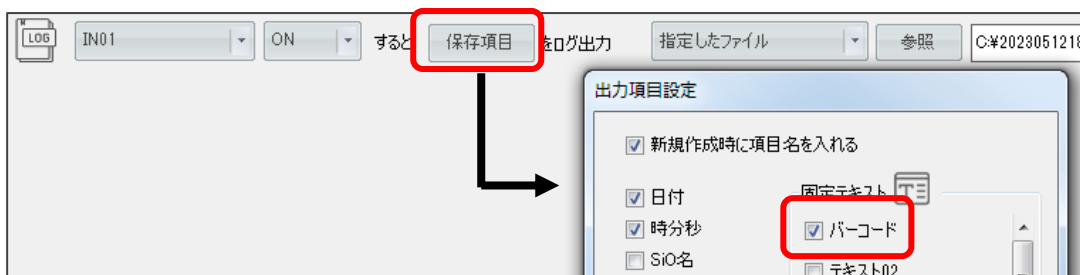 LOG IN01 ON すると 保存項目 をログ出力 指定したファイル 参照 C:¥2023051218
出力項目設定
新規作成時に項目名を入れる
日付 固定テキスト T
時分秒 バーコード
SiO名 テキスト02